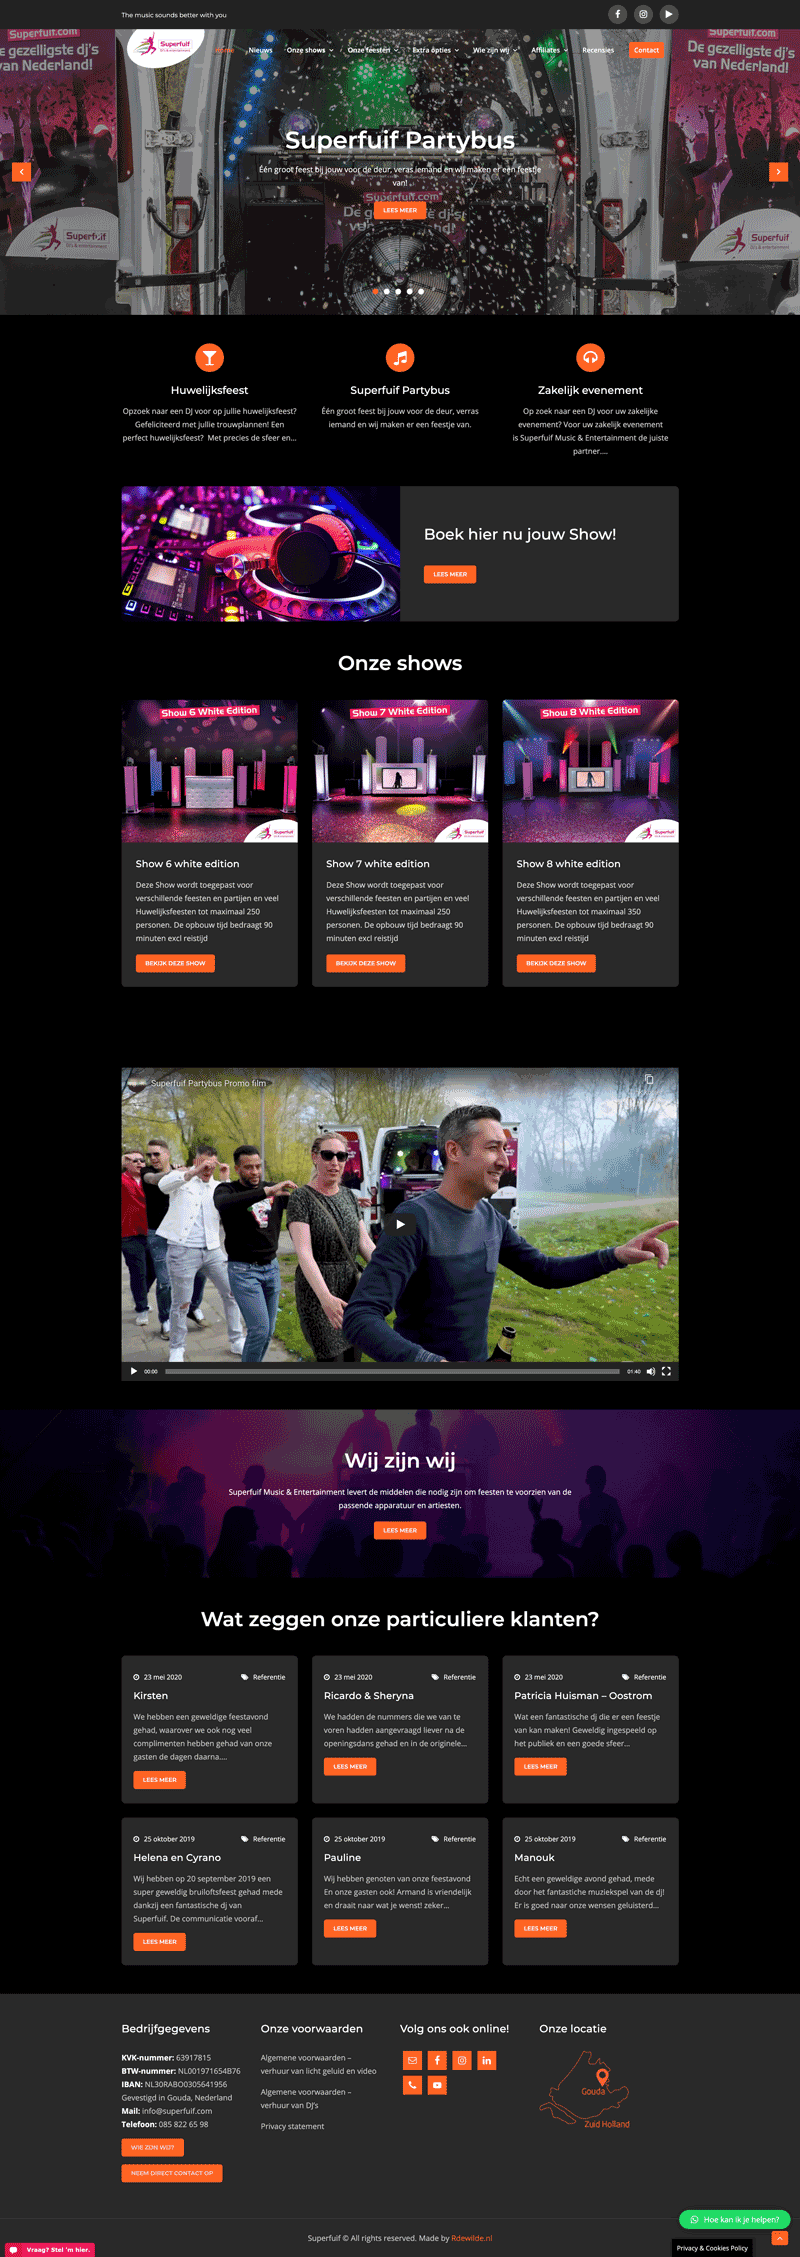 The music sounds better with you
Superfuif
DJ's & entertainment
Home
Nieuws
Onze shows
Onze feesten
Extra opties
Wie zijn wij
Affiliates
Recensies
Contact
Superfuif.com
De gezelligste dj's
van Nederland!
Superfuif.com
De gezelligste dj's
van Nederland!
Superfuif Partybus
Één groot feest bij jouw voor de deur, veras iemand en wij maken er een feestje
van!
Superfuif.com
LEES MEER
Superfuif
DJ's & entertainment
Superfuif
DJ's & entertainment
Huwelijksfeest
Opzoek naar een DJ voor op jullie huwelijksfeest?
Gefeliciteerd met jullie trouwplannen! Een
perfect huwelijksfeest? Met precies de sfeer en...
Superfuif Partybus
Één groot feest bij jouw voor de deur, verras
iemand en wij maken er een feestje van.
Zakelijk evenement
Op zoek naar een DJ voor uw zakelijke
evenement? Voor uw zakelijk evenement
is Superfuif Music & Entertainment de juiste
partner....
Boek hier nu jouw Show!
LEES MEER
Onze shows
Show 6 White Edition
Superfuif
Show 6 white edition
Deze Show wordt toegepast voor
verschillende feesten en partijen en veel
Huwelijksfeesten tot maximaal 250
personen. De opbouw tijd bedraagt 90
minuten excl reistijd
BEKIJK DEZE SHOW
Show 7 White Edition
Superfuif
Show 7 white edition
Deze Show wordt toegepast voor
verschillende feesten en partijen en veel
Huwelijksfeesten tot maximaal 250
personen. De opbouw tijd bedraagt 90
minuten excl reistijd
BEKIJK DEZE SHOW
Show 8 White Edition
Superfuif
Show 8 white edition
Deze Show wordt toegepast voor
verschillende feesten en partijen en veel
Huwelijksfeesten tot maximaal 350
personen. De opbouw tijd bedraagt 90
minuten excl reistijd
BEKIJK DEZE SHOW
Superfuif Partybus Promo film
00:00
01:40
Wij zijn wij
Superfuif Music & Entertainment levert de middelen die nodig zijn om feesten te voorzien van de
passende apparatuur en artiesten.
LEES MEER
Wat zeggen onze particuliere klanten?
23 mei 2020
Referentie
Kirsten
We hebben een geweldige feestavond
gehad, waarover we ook nog veel
complimenten hebben gehad van onze
gasten de dagen daarna....
LEES MEER
23 mei 2020
Referentie
Ricardo & Sheryna
We hadden de nummers die we van te
voren hadden aangevraagd liever na de
openingsdans gehad en in de originele...
LEES MEER
23 mei 2020
Referentie
Patricia Huisman – Oostrom
Wat een fantastische dj die er een feestje
van kan maken! Geweldig ingespeeld op
het publiek en een goede sfeer...
LEES MEER
25 oktober 2019
Referentie
Helena en Cyrano
Wij hebben op 20 september 2019 een
super geweldig bruiloftsfeest gehad mede
dankzij een fantastische dj van
Superfuif. De communicatie vooraf...
LEES MEER
25 oktober 2019
Referentie
Pauline
Wij hebben genoten van onze feestavond
En onze gasten ook! Armand is vriendelijk
en draait naar wat je wenst! zeker...
LEES MEER
25 oktober 2019
Referentie
Manouk
Echt een geweldige avond gehad, mede
door het fantastiche muziekspel van de dj!
Er is goed naar onze wensen geluisterd...
LEES MEER
Bedrijfgegevens
KVK-nummer: 63917815
BTW-nummer: NL001971654B76
IBAN: NL30RABO0305641956
Gevestigd in Gouda, Nederland
Mail: info@superfuif.com
Telefoon: 085 822 65 98
WIE ZIJN WIJ?
NEEM DIRECT CONTACT OP
Onze voorwaarden
Algemene voorwaarden –
verhuur van licht geluid en video
Algemene voorwaarden –
verhuur van DJ's
Privacy statement
Volg ons ook online!
Onze locatie
Gouda
Zuid Holland
Superfuif © All rights reserved. Made by Rdewilde.nl
Hoe kan ik je helpen?
Privacy & Cookies Policy
Vraag? Stel 'm hier.